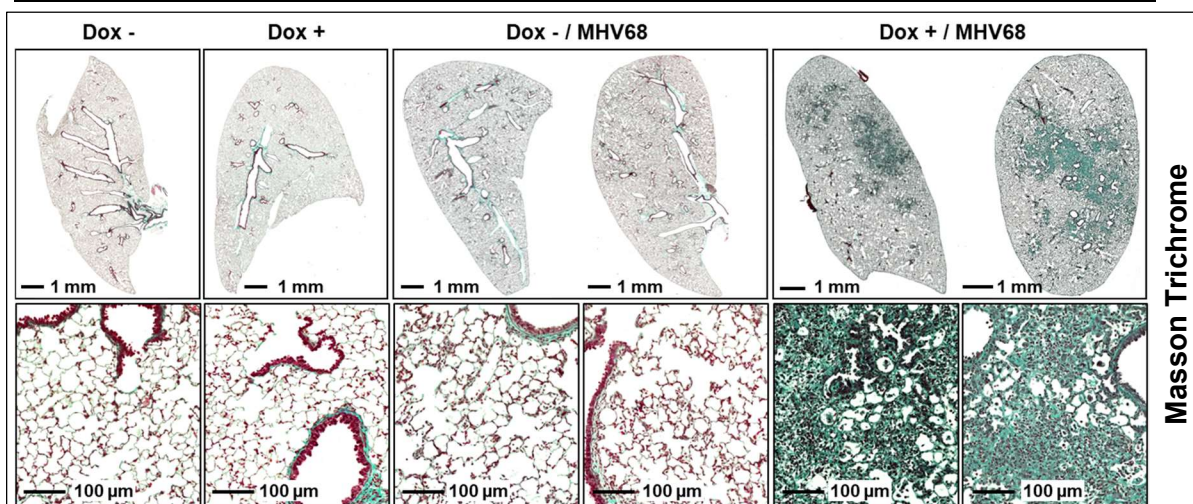 Dox -
Dox +
Dox - / MHV68
Dox + / MHV68
1 mm
1 mm
1 mm
1 mm
1 mm
1 mm
100 µm
100 µm
100 µm
100 µm
100 µm
100 µm
Masson Trichrome